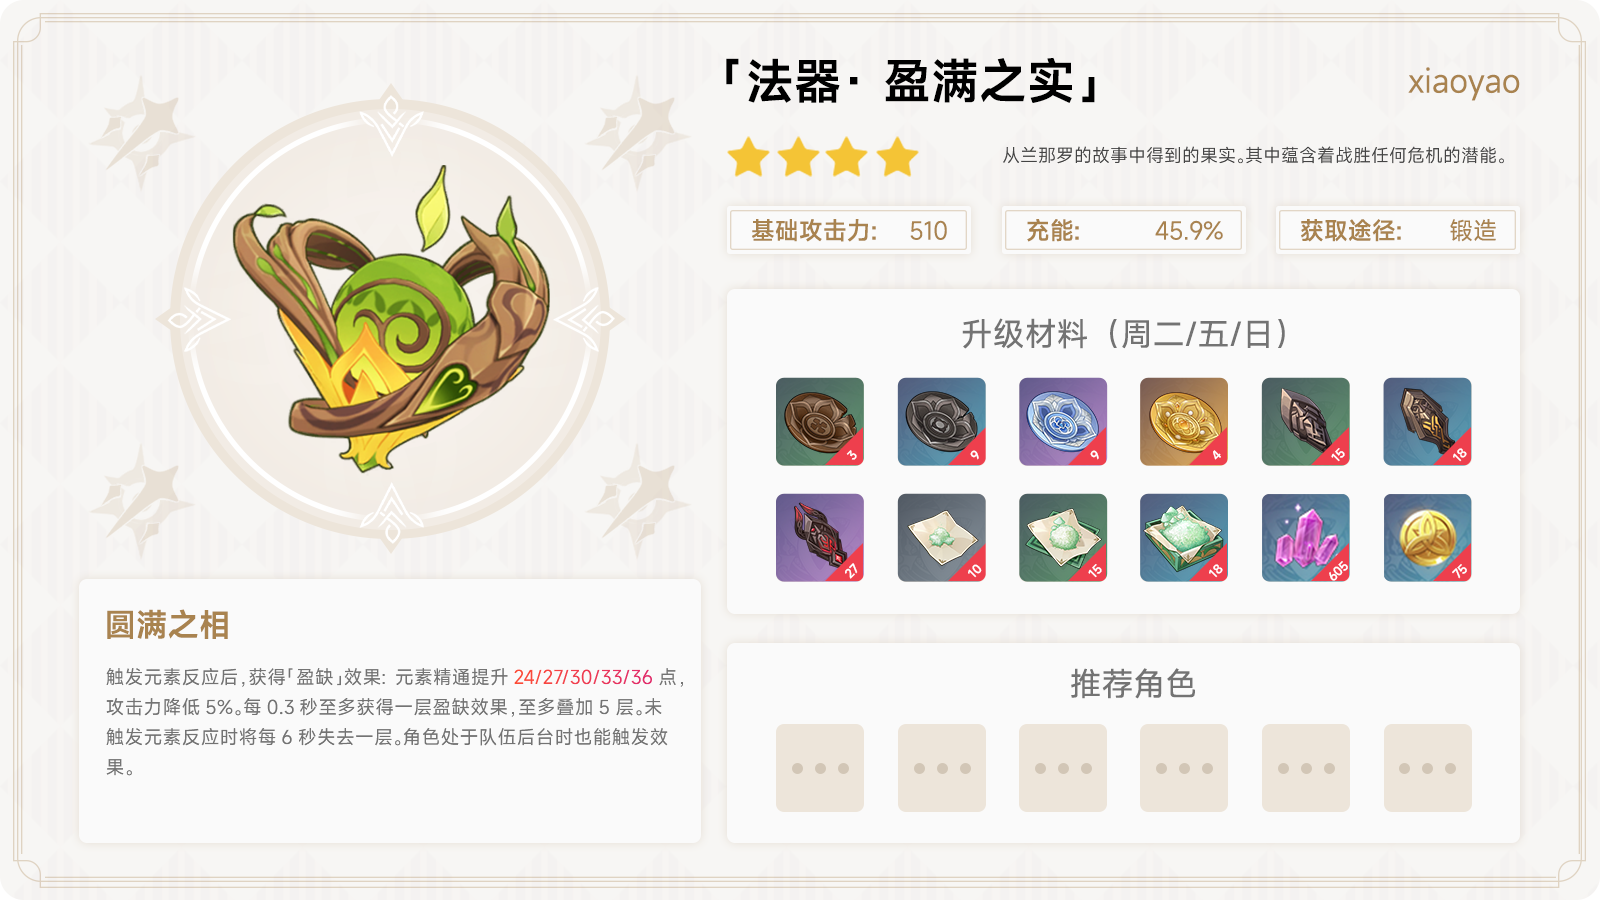 「法器· 盈满之实」
xiaoyao
从兰那罗的故事中得到的果实。其中蕴含着战胜任何危机的潜能。
基础攻击力: 510
充能: 45.9%
获取途径: 锻造
升级材料（周二/五/日）
3 9 9 4 15 18
27 10 15 18 605 75
圆满之相
触发元素反应后,获得「盈缺」效果: 元素精通提升 24/27/30/33/36 点,
攻击力降低 5%。每 0.3 秒至多获得一层盈缺效果,至多叠加 5 层。未
触发元素反应时将每 6 秒失去一层。角色处于队伍后台时也能触发效
果。
推荐角色